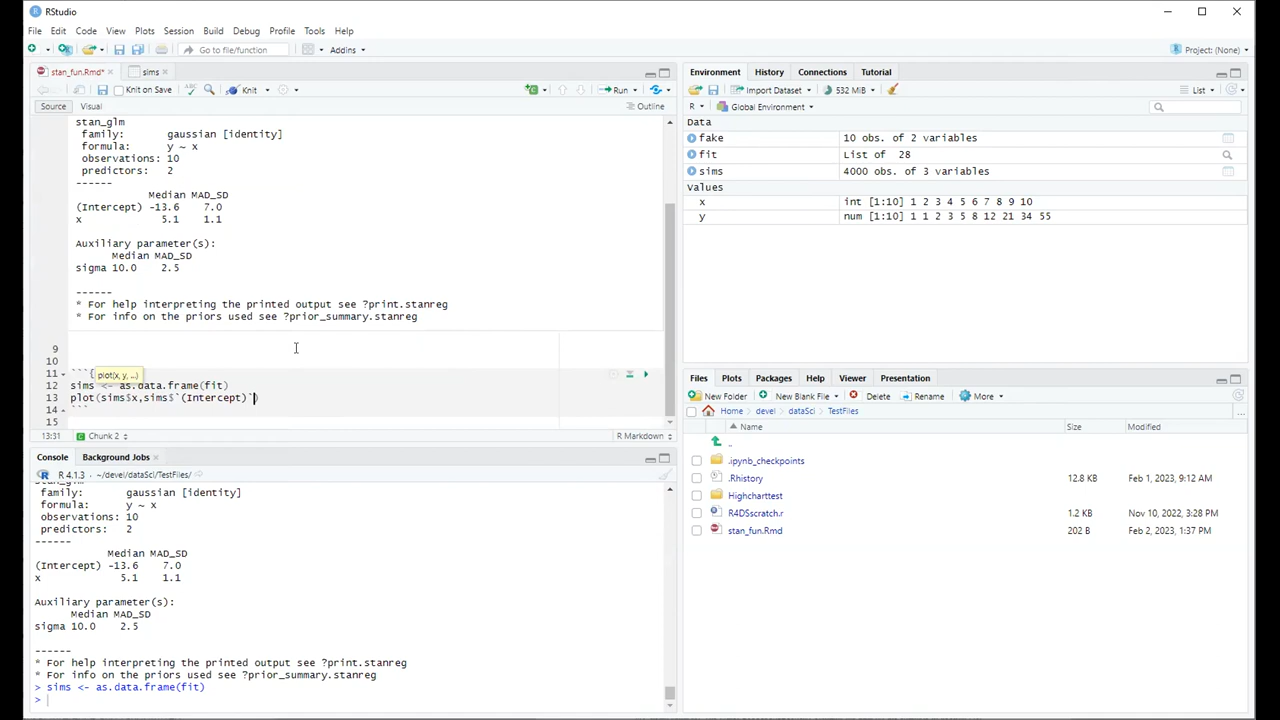 RStudio
File Edit Code View Plots Session Build Debug Profile Tools Help
Go to file/function Addins Project: (None)
stan_fun.Rmd* sims
Knit on Save Knit Run
Source Visual Outline
stan_glm
family: gaussian [identity]
formula: y ~ x
observations: 10
predictors: 2
------
Median MAD_SD
(Intercept) -13.6 7.0
x 5.1 1.1
Auxiliary parameter(s):
Median MAD_SD
sigma 10.0 2.5
------
* For help interpreting the printed output see ?print.stanreg
* For info on the priors used see ?prior_summary.stanreg
9
10
11 ```{ plot(x, y, ...)
12 sims <- as.data.frame(fit)
13 plot(sims$x,sims$`(Intercept)`)
14 ```
15
13:31 Chunk 2 R Markdown
Console Background Jobs
R 4.1.3 · ~/devel/dataSci/TestFiles/
stan_glm
family: gaussian [identity]
formula: y ~ x
observations: 10
predictors: 2
------
Median MAD_SD
(Intercept) -13.6 7.0
x 5.1 1.1
Auxiliary parameter(s):
Median MAD_SD
sigma 10.0 2.5
------
* For help interpreting the printed output see ?print.stanreg
* For info on the priors used see ?prior_summary.stanreg
> sims <- as.data.frame(fit)
>
Environment History Connections Tutorial
Import Dataset 532 MiB List
R Global Environment
Data
fake 10 obs. of 2 variables
fit List of 28
sims 4000 obs. of 3 variables
Values
x int [1:10] 1 2 3 4 5 6 7 8 9 10
y num [1:10] 1 1 2 3 5 8 12 21 34 55
Files Plots Packages Help Viewer Presentation
New Folder New Blank File Delete Rename More
Home devel dataSci TestFiles ...
Name Size Modified
..
.ipynb_checkpoints
.Rhistory 12.8 KB Feb 1, 2023, 9:12 AM
Highcharttest
R4DSscratch.r 1.2 KB Nov 10, 2022, 3:28 PM
stan_fun.Rmd 202 B Feb 2, 2023, 1:37 PM